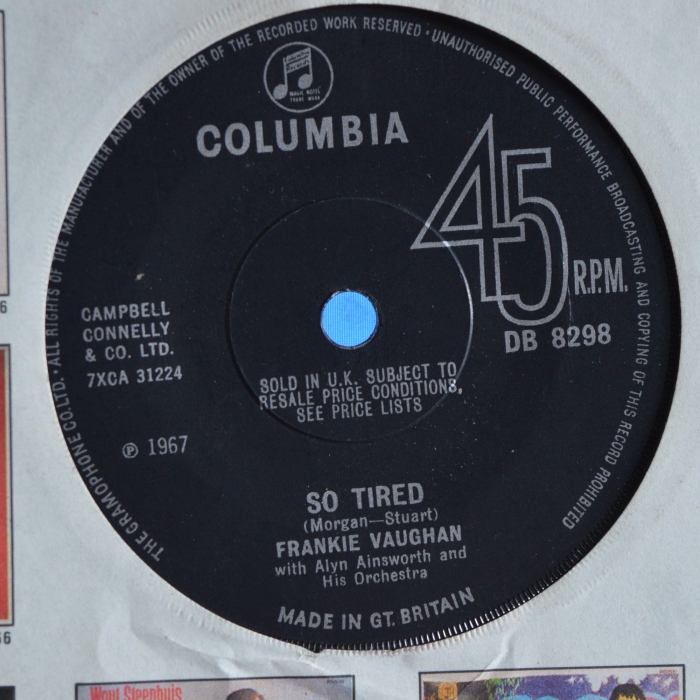 THE GRAMOPHONE CO. LTD. · ALL RIGHTS OF THE MANUFACTURER AND OF THE OWNER OF THE RECORDED WORK RESERVED · UNAUTHORISED PUBLIC PERFORMANCE BROADCASTING AND COPYING OF THIS RECORD PROHIBITED
COLUMBIA
45
R.P.M.
DB 8298
CAMPBELL
CONNELLY
& CO. LTD.
7XCA 31224
SOLD IN U.K. SUBJECT TO
RESALE PRICE CONDITIONS,
SEE PRICE LISTS
℗ 1967
SO TIRED
(Morgan—Stuart)
FRANKIE VAUGHAN
with Alyn Ainsworth and
His Orchestra
MADE IN GT. BRITAIN
Wout Steenhuis